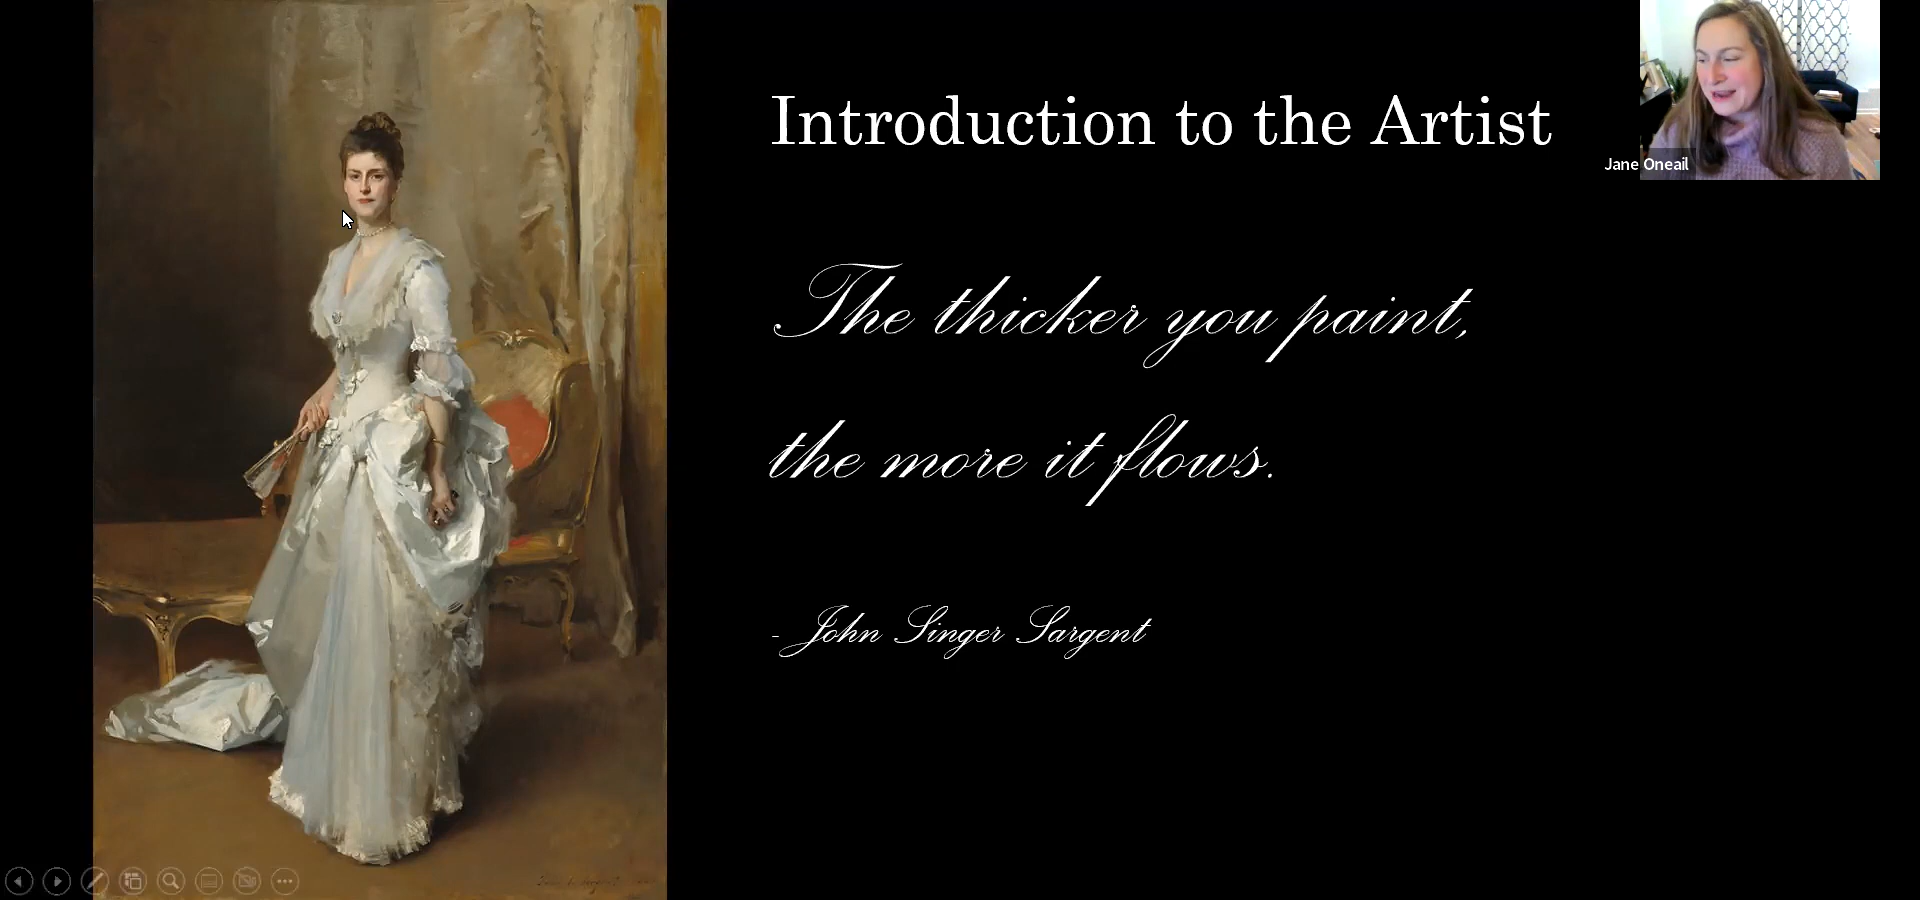 Introduction to the Artist
Jane Oneail
The thicker you paint,
the more it flows.
- John Singer Sargent